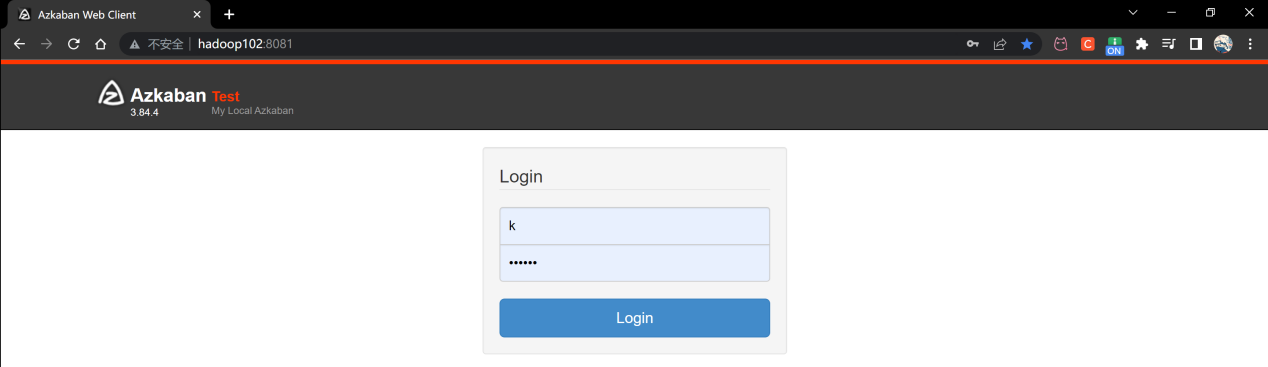 Azkaban Web Client
不安全 hadoop102:8081
ON
Azkaban Test
3.84.4 My Local Azkaban
Login
k
••••••
Login